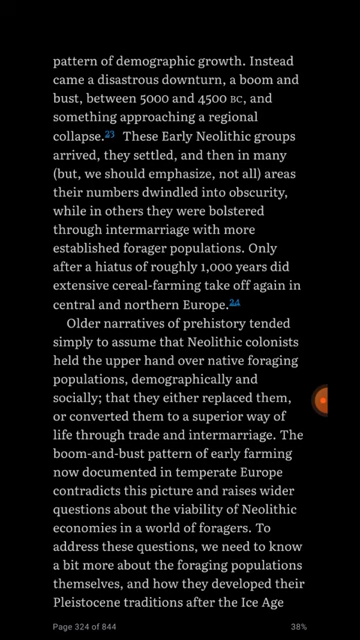 pattern of demographic growth. Instead
came a disastrous downturn, a boom and
bust, between 5000 and 4500 BC, and
something approaching a regional
collapse.23 These Early Neolithic groups
arrived, they settled, and then in many
(but, we should emphasize, not all) areas
their numbers dwindled into obscurity,
while in others they were bolstered
through intermarriage with more
established forager populations. Only
after a hiatus of roughly 1,000 years did
extensive cereal-farming take off again in
central and northern Europe.24
Older narratives of prehistory tended
simply to assume that Neolithic colonists
held the upper hand over native foraging
populations, demographically and
socially; that they either replaced them,
or converted them to a superior way of
life through trade and intermarriage. The
boom-and-bust pattern of early farming
now documented in temperate Europe
contradicts this picture and raises wider
questions about the viability of Neolithic
economies in a world of foragers. To
address these questions, we need to know
a bit more about the foraging populations
themselves, and how they developed their
Pleistocene traditions after the Ice Age
Page 324 of 844 38%